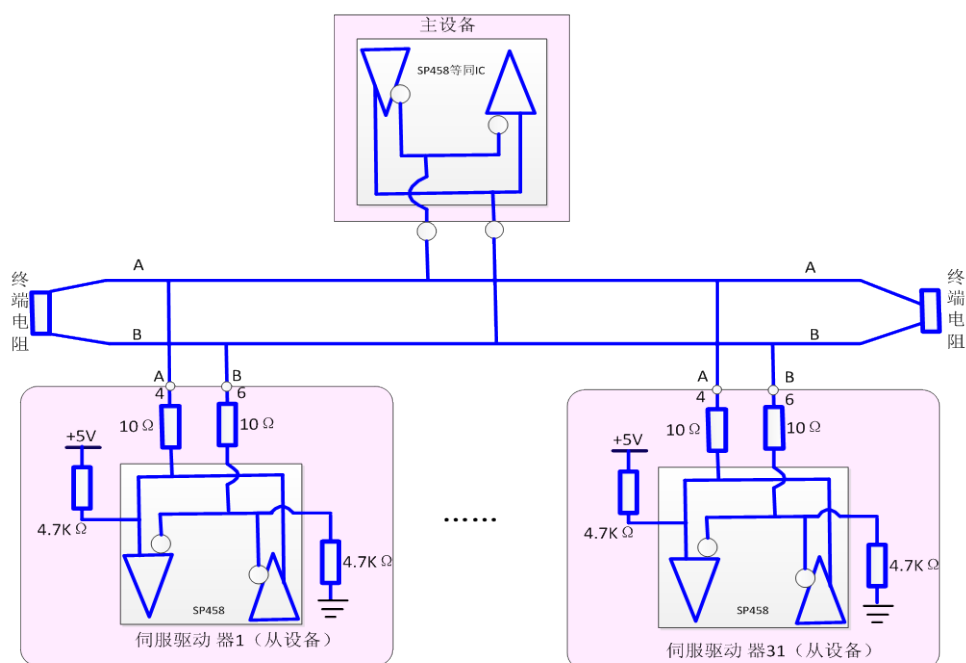 主设备
SP458等同IC
终端电阻
A
A
终端电阻
B
B
A
B
A
B
4
6
4
6
10Ω
10Ω
10Ω
10Ω
+5V
+5V
4.7KΩ
4.7KΩ
4.7KΩ
4.7KΩ
......
SP458
SP458
伺服驱动 器1（从设备）
伺服驱动 器31（从设备）